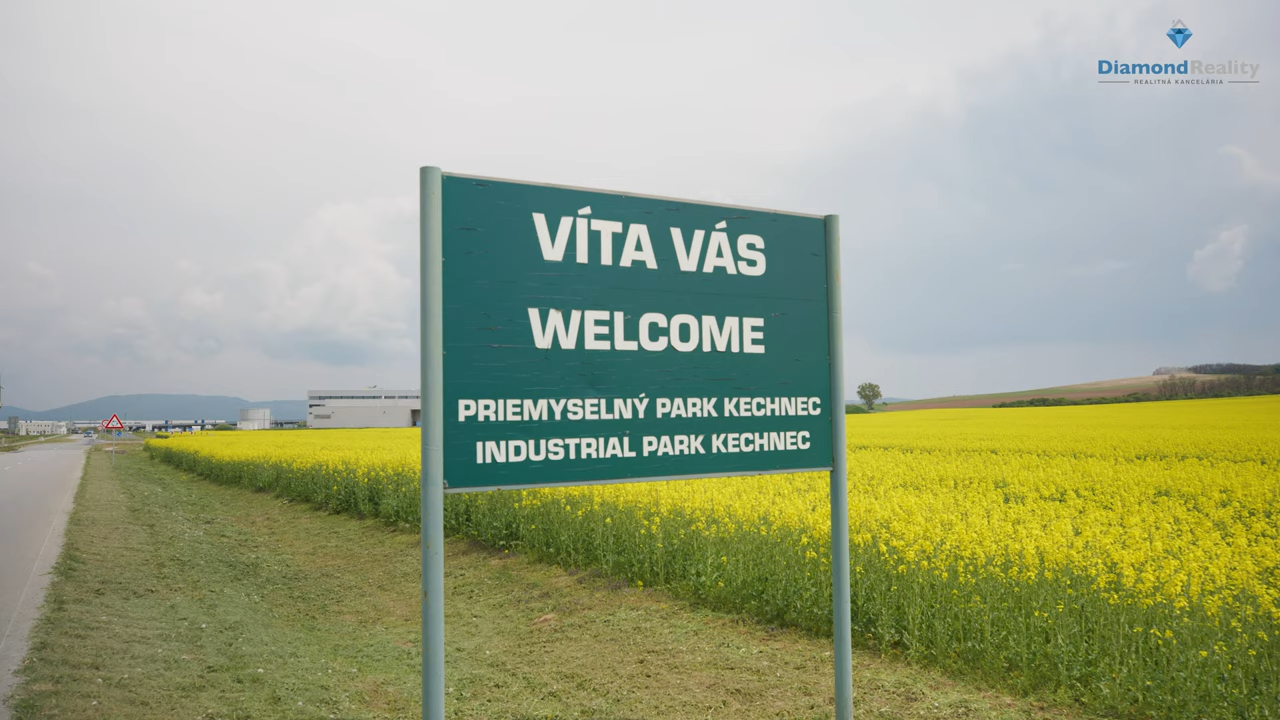 DiamondReality
REALITNÁ KANCELÁRIA
VÍTA VÁS
WELCOME
PRIEMYSELNÝ PARK KECHNEC
INDUSTRIAL PARK KECHNEC